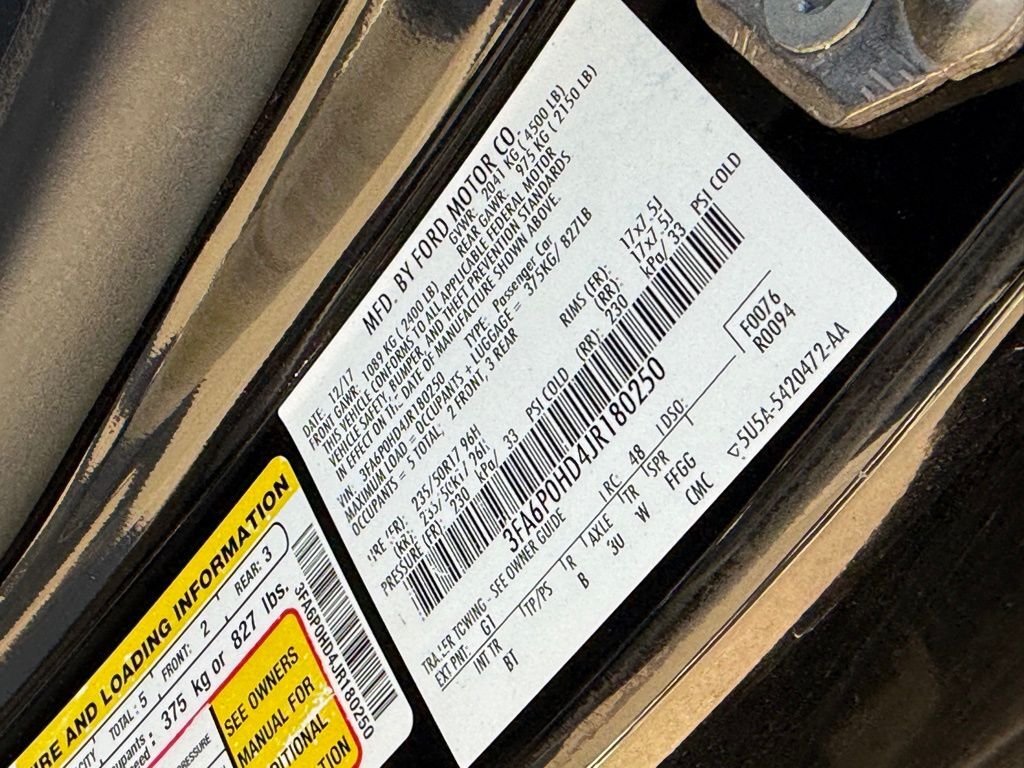 MFD. BY FORD MOTOR CO.
DATE: 12/17 GVWR: 2041 KG ( 4500 LB)
FRONT GAWR: 1089 KG ( 2400 LB) REAR GAWR: 975 KG ( 2150 LB)
THIS VEHICLE CONFORMS TO ALL APPLICABLE FEDERAL MOTOR
VEHICLE SAFETY, BUMPER, AND THEFT PREVENTION STANDARDS
IN EFFECT ON THE DATE OF MANUFACTURE SHOWN ABOVE.
VIN: 3FA6P0HD4JR180250 TYPE: Passenger Car
MAXIMUM LOAD = OCCUPANTS + LUGGAGE = 375KG/ 827LB
OCCUPANTS = 5 TOTAL: 2 FRONT, 3 REAR
(FR): 235/50R17 96H RIMS (FR): 17x7.5J
(RR): 17x7.5J
PRESSURE (FR): 230 kPa/ 33 PSI COLD (RR): 230 kPa/ 33 PSI COLD
3FA6P0HD4JR180250
TRAILER TOWING - SEE OWNER GUIDE LRC: 48 DSO: F0076
EXT PNT: G1 R0094
INT TR TP/PS R AXLE TR SPR
BT B 3U W FFGG
CMC 5U5A-5420472-AA
AND LOADING INFORMATION
TOTAL: 5 FRONT: 2 REAR: 3
375 kg or 827 lbs.
3FA6P0HD4JR180250
PRESSURE
SEE OWNERS
MANUAL FOR